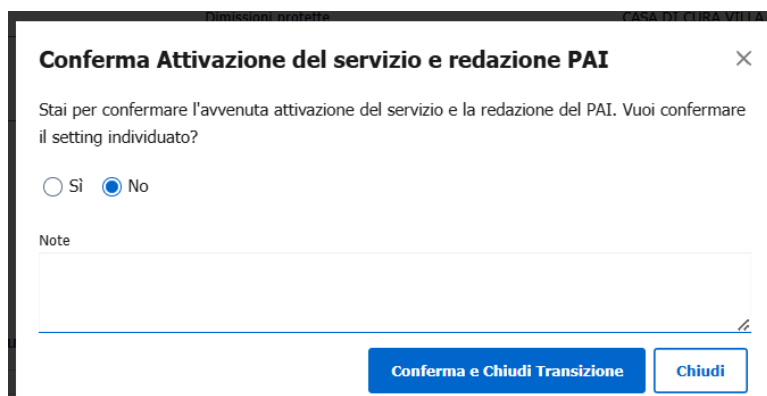 Dimissioni protette CASA DI CURA VILLA
Conferma Attivazione del servizio e redazione PAI
Stai per confermare l'avvenuta attivazione del servizio e la redazione del PAI. Vuoi confermare
il setting individuato?
Sì No
Note
Conferma e Chiudi Transizione Chiudi